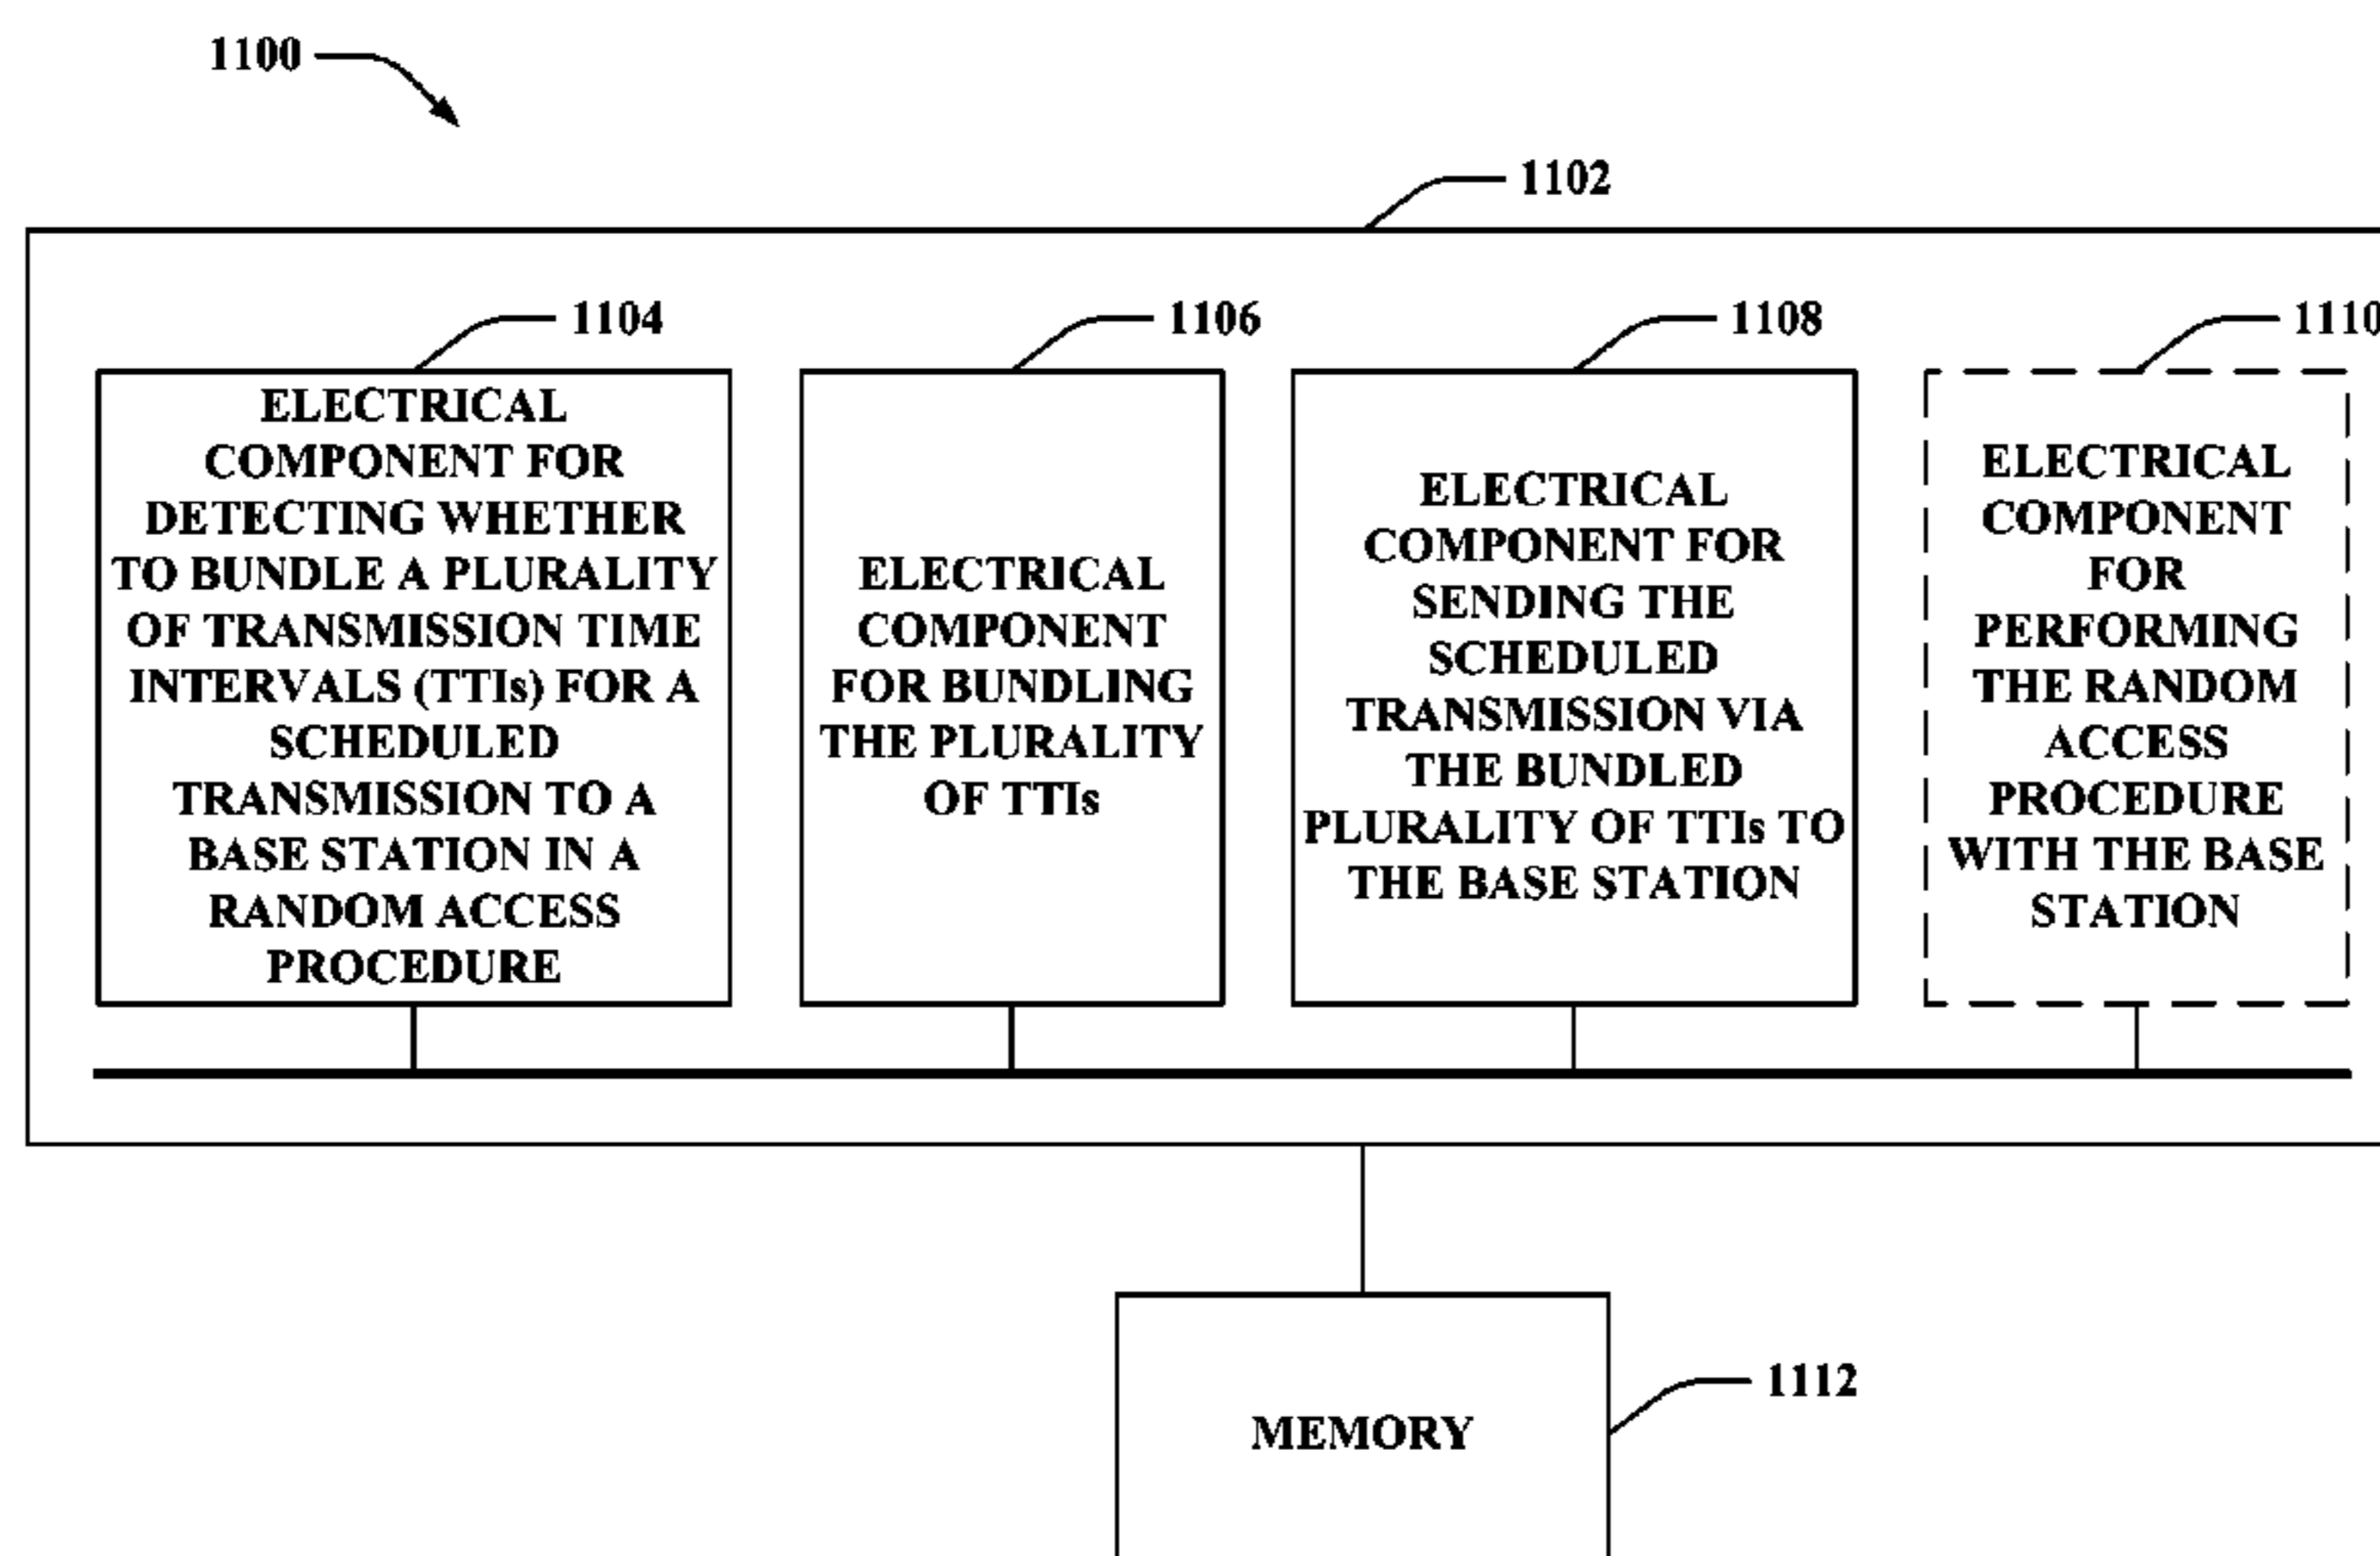 1100
1102
1104
1106
1108
1110
ELECTRICAL
COMPONENT FOR
DETECTING WHETHER
TO BUNDLE A PLURALITY
OF TRANSMISSION TIME
INTERVALS (TTIs) FOR A
SCHEDULED
TRANSMISSION TO A
BASE STATION IN A
RANDOM ACCESS
PROCEDURE
ELECTRICAL
COMPONENT
FOR BUNDLING
THE PLURALITY
OF TTIs
ELECTRICAL
COMPONENT FOR
SENDING THE
SCHEDULED
TRANSMISSION VIA
THE BUNDLED
PLURALITY OF TTIs TO
THE BASE STATION
ELECTRICAL
COMPONENT
FOR
PERFORMING
THE RANDOM
ACCESS
PROCEDURE
WITH THE BASE
STATION
1112
MEMORY